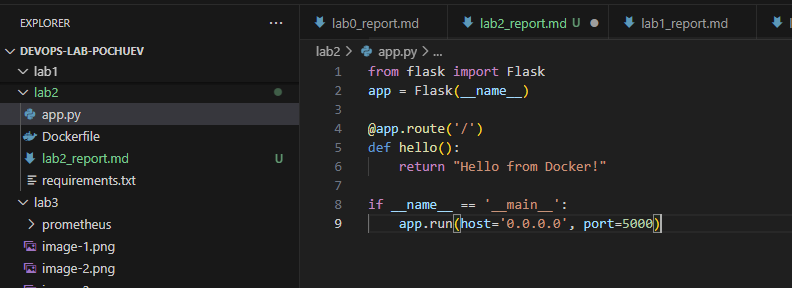 EXPLORER
DEVOPS-LAB-POCHUEV
lab1
lab2
app.py
Dockerfile
lab2_report.md U
requirements.txt
lab3
prometheus
image-1.png
image-2.png
lab0_report.md lab2_report.md U lab1_report.md
lab2 > app.py > ...
1 from flask import Flask
2 app = Flask(__name__)
3
4 @app.route('/')
5 def hello():
6     return "Hello from Docker!"
7
8 if __name__ == '__main__':
9     app.run(host='0.0.0.0', port=5000)